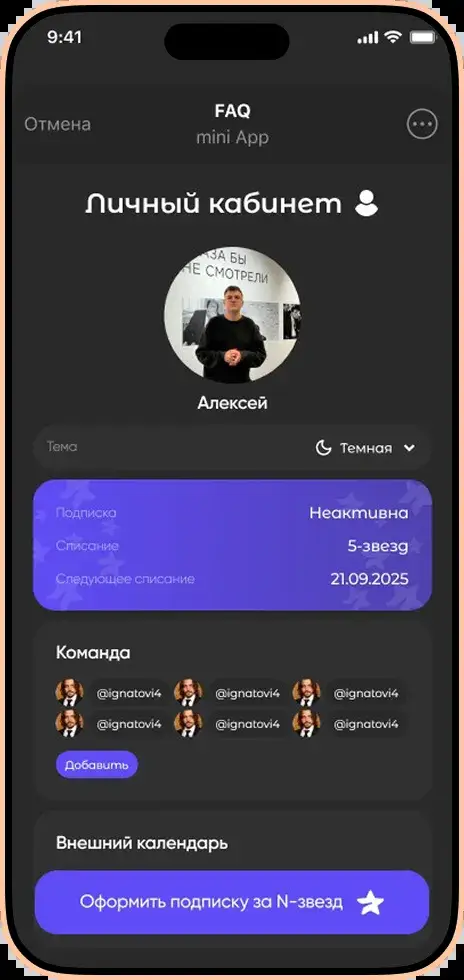 9:41
FAQ
Отмена
mini App
Личный кабинет
ЗА БЫ
НЕ СМОТРЕЛИ
Алексей
Тема Темная
Подписка Неактивна
Списание 5-звезд
Следующее списание 21.09.2025
Команда
@ignatovi4 @ignatovi4 @ignatovi4
@ignatovi4 @ignatovi4 @ignatovi4
Добавить
Внешний календарь
Оформить подписку за N-звезд